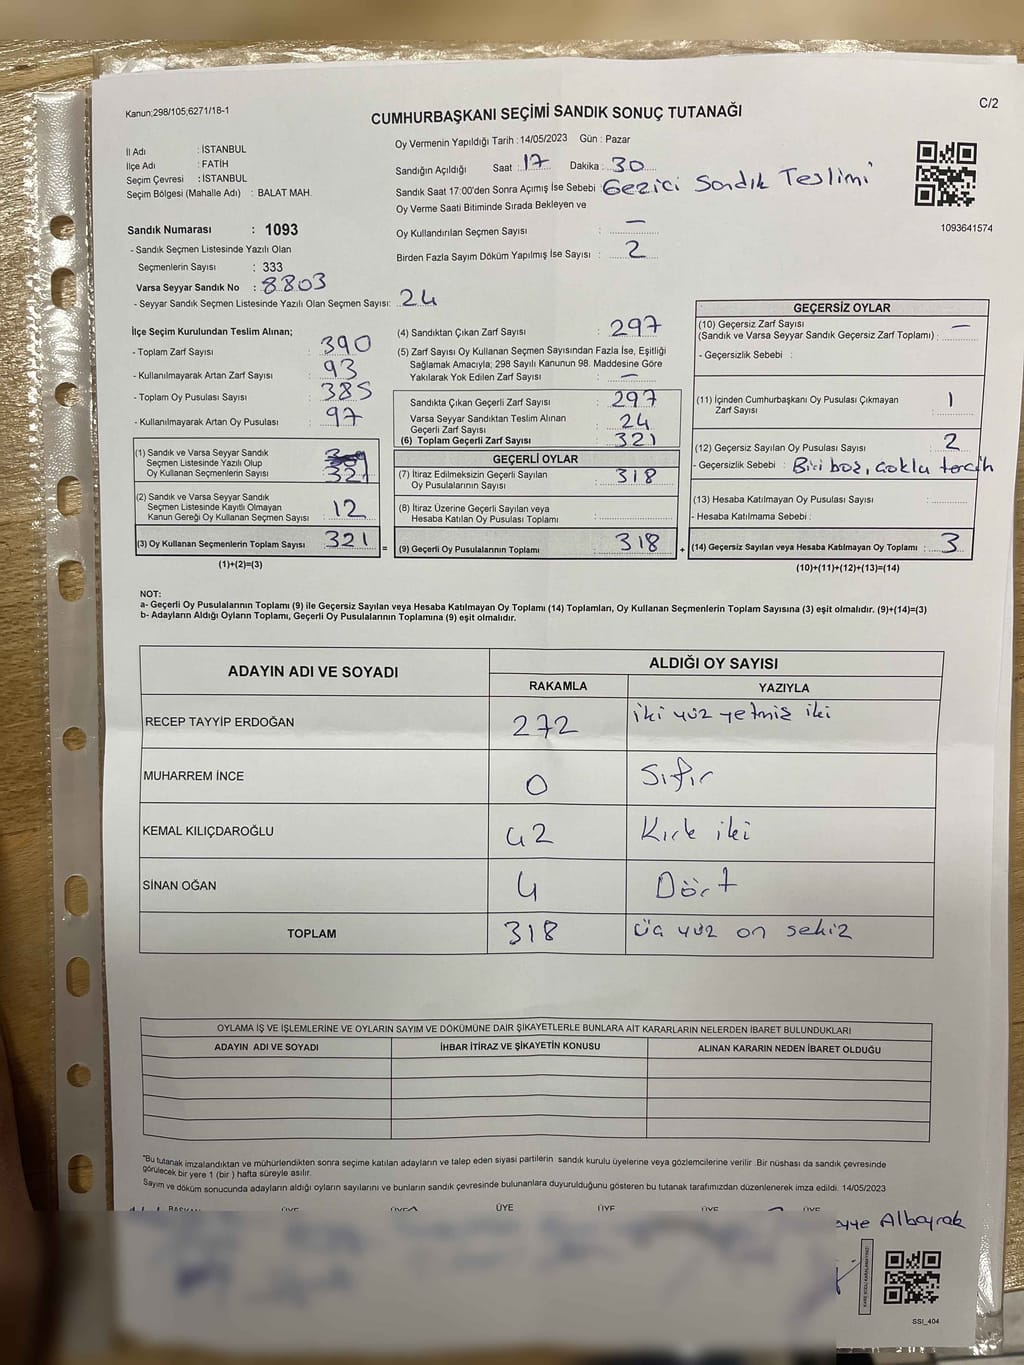 Kanun;298/105;6271/18-1
C/2
CUMHURBAŞKANI SEÇİMİ SANDIK SONUÇ TUTANAĞI
İl Adı : İSTANBUL
İlçe Adı : FATİH
Seçim Çevresi : İSTANBUL
Seçim Bölgesi (Mahalle Adı) : BALAT MAH.
Oy Vermenin Yapıldığı Tarih : 14/05/2023 Gün : Pazar
Sandığın Açıldığı Saat : 17 Dakika : 30
Sandık Saat 17:00'den Sonra Açımış İse Sebebi : Gezici Sandık Teslimi
Oy Verme Saati Bitiminde Sırada Bekleyen ve
Oy Kullandırılan Seçmen Sayısı : —
Birden Fazla Sayım Döküm Yapılmış İse Sayısı : 2
1093641574
Sandık Numarası : 1093
- Sandık Seçmen Listesinde Yazılı Olan
Seçmenlerin Sayısı : 333
Varsa Seyyar Sandık No : 8803
- Seyyar Sandık Seçmen Listesinde Yazılı Olan Seçmen Sayısı: 24
İlçe Seçim Kurulundan Teslim Alınan;
- Toplam Zarf Sayısı : 390
- Kullanılmayarak Artan Zarf Sayısı : 93
- Toplam Oy Pusulası Sayısı : 385
- Kullanılmayarak Artan Oy Pusulası : 97
(1) Sandık ve Varsa Seyyar Sandık
Seçmen Listesinde Yazılı Olup
Oy Kullanan Seçmenlerin Sayısı :
(2) Sandık ve Varsa Seyyar Sandık
Seçmen Listesinde Kayıtlı Olmayan
Kanun Gereği Oy Kullanan Seçmen Sayısı : 12
(3) Oy Kullanan Seçmenlerin Toplam Sayısı : 321 =
(1)+(2)=(3)
(4) Sandıktan Çıkan Zarf Sayısı : 297
(5) Zarf Sayısı Oy Kullanan Seçmen Sayısından Fazla İse, Eşitliği
Sağlamak Amacıyla; 298 Sayılı Kanunun 98. Maddesine Göre
Yakılarak Yok Edilen Zarf Sayısı : —
Sandıkta Çıkan Geçerli Zarf Sayısı : 297
Varsa Seyyar Sandıktan Teslim Alınan
Geçerli Zarf Sayısı : 24
(6) Toplam Geçerli Zarf Sayısı : 321
GEÇERLİ OYLAR
(7) İtiraz Edilmeksizin Geçerli Sayılan
Oy Pusulalarının Sayısı : 318
(8) İtiraz Üzerine Geçerli Sayılan veya
Hesaba Katılan Oy Pusulası Toplamı :
(9) Geçerli Oy Pusulalarının Toplamı : 318 +
GEÇERSİZ OYLAR
(10) Geçersiz Zarf Sayısı
(Sandık ve Varsa Seyyar Sandık Geçersiz Zarf Toplamı) : —
- Geçersizlik Sebebi :
(11) İçinden Cumhurbaşkanı Oy Pusulası Çıkmayan
Zarf Sayısı : 1
(12) Geçersiz Sayılan Oy Pusulası Sayısı : 2
- Geçersizlik Sebebi : Biri boş, çoklu tercih
(13) Hesaba Katılmayan Oy Pusulası Sayısı :
- Hesaba Katılmama Sebebi :
(14) Geçersiz Sayılan veya Hesaba Katılmayan Oy Toplamı : 3
(10)+(11)+(12)+(13)=(14)
NOT:
a- Geçerli Oy Pusulalarının Toplamı (9) ile Geçersiz Sayılan veya Hesaba Katılmayan Oy Toplamı (14) Toplamları, Oy Kullanan Seçmenlerin Toplam Sayısına (3) eşit olmalıdır. (9)+(14)=(3)
b- Adayların Aldığı Oyların Toplamı, Geçerli Oy Pusulalarının Toplamına (9) eşit olmalıdır.
ADAYIN ADI VE SOYADI ALDIĞI OY SAYISI
RAKAMLA YAZIYLA
RECEP TAYYİP ERDOĞAN 272 iki yüz yetmiş iki
MUHARREM İNCE 0 Sıfır
KEMAL KILIÇDAROĞLU 42 Kırk iki
SİNAN OĞAN 4 Dört
TOPLAM 318 üç yüz on sekiz
OYLAMA İŞ VE İŞLEMLERİNE VE OYLARIN SAYIM VE DÖKÜMÜNE DAİR ŞİKAYETLERLE BUNLARA AİT KARARLARIN NELERDEN İBARET BULUNDUKLARI
ADAYIN ADI VE SOYADI İHBAR İTİRAZ VE ŞİKAYETİN KONUSU ALINAN KARARIN NEDEN İBARET OLDUĞU
"Bu tutanak imzalandıktan ve mühürlendikten sonra seçime katılan adayların ve talep eden siyasi partilerin sandık kurulu üyelerine veya gözlemcilerine verilir .Bir nüshası da sandık çevresinde
görülecek bir yere 1 (bir ) hafta süreyle asılır.
Sayım ve döküm sonucunda adayların aldığı oyların sayılarını ve bunların sandık çevresinde bulunanlara duyurulduğunu gösteren bu tutanak tarafımızdan düzenlenerek imza edildi. 14/05/2023
BAŞKAN ÜYE ÜYE ÜYE ÜYE ÜYE ÜYE
Albayrak
SSİ_404